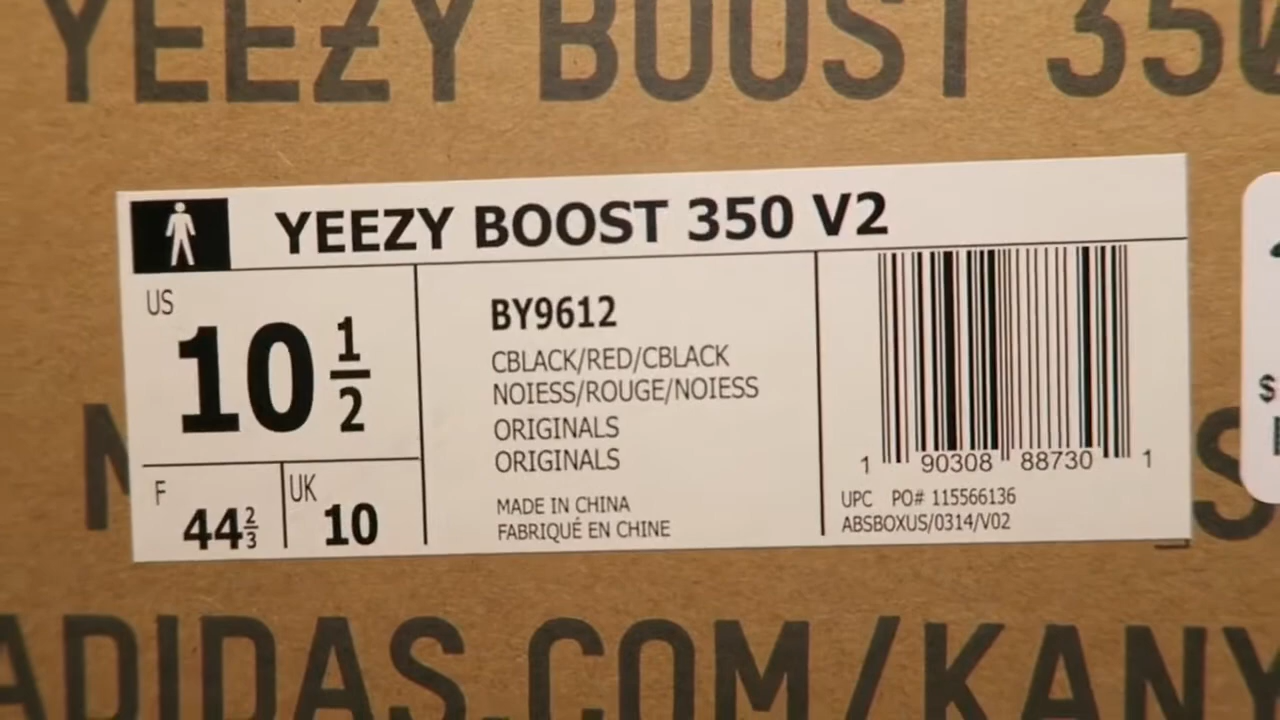 YEEZY BOOST 350
YEEZY BOOST 350 V2
US
10 1/2
F
44 2/3
UK
10
BY9612
CBLACK/RED/CBLACK
NOIESS/ROUGE/NOIESS
ORIGINALS
ORIGINALS
MADE IN CHINA
FABRIQUÉ EN CHINE
1 90308 88730 1
UPC PO# 115566136
ABSBOXUS/0314/V02
$
ADIDAS.COM/KANY